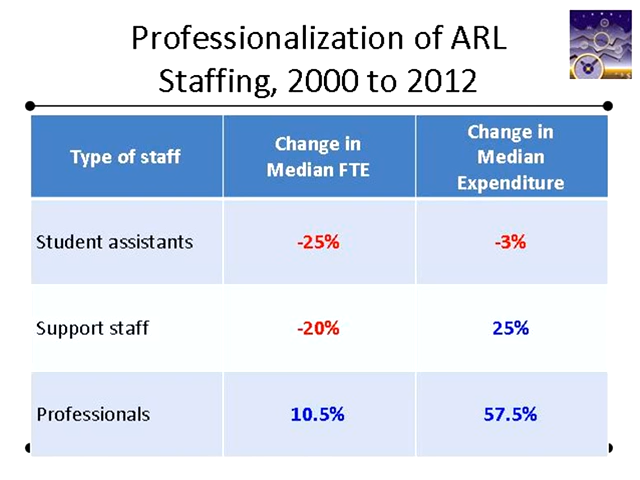 Professionalization of ARL
Staffing, 2000 to 2012
Type of staff
Change in
Median FTE
Change in
Median
Expenditure
Student assistants
-25%
-3%
Support staff
-20%
25%
Professionals
10.5%
57.5%